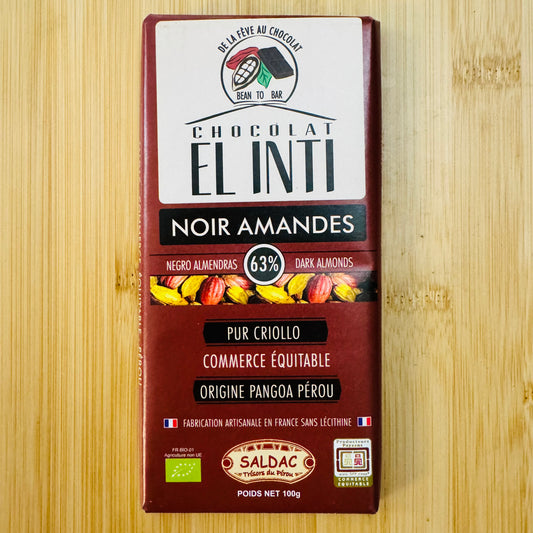 DE LA FÈVE AU CHOCOLAT
BEAN TO BAR
CHOCOLAT
EL INTI
NOIR AMANDES
NEGRO ALMENDRAS 63% DARK ALMONDS
PUR CRIOLLO
COMMERCE ÉQUITABLE
ORIGINE PANGOA PÉROU
FABRICATION ARTISANALE EN FRANCE SANS LÉCITHINE
FR-BIO-01
Agriculture non UE
SALDAC
Trésors du Pérou
POIDS NET 100g
Producteurs
Paysans
COMMERCE
ÉQUITABLE